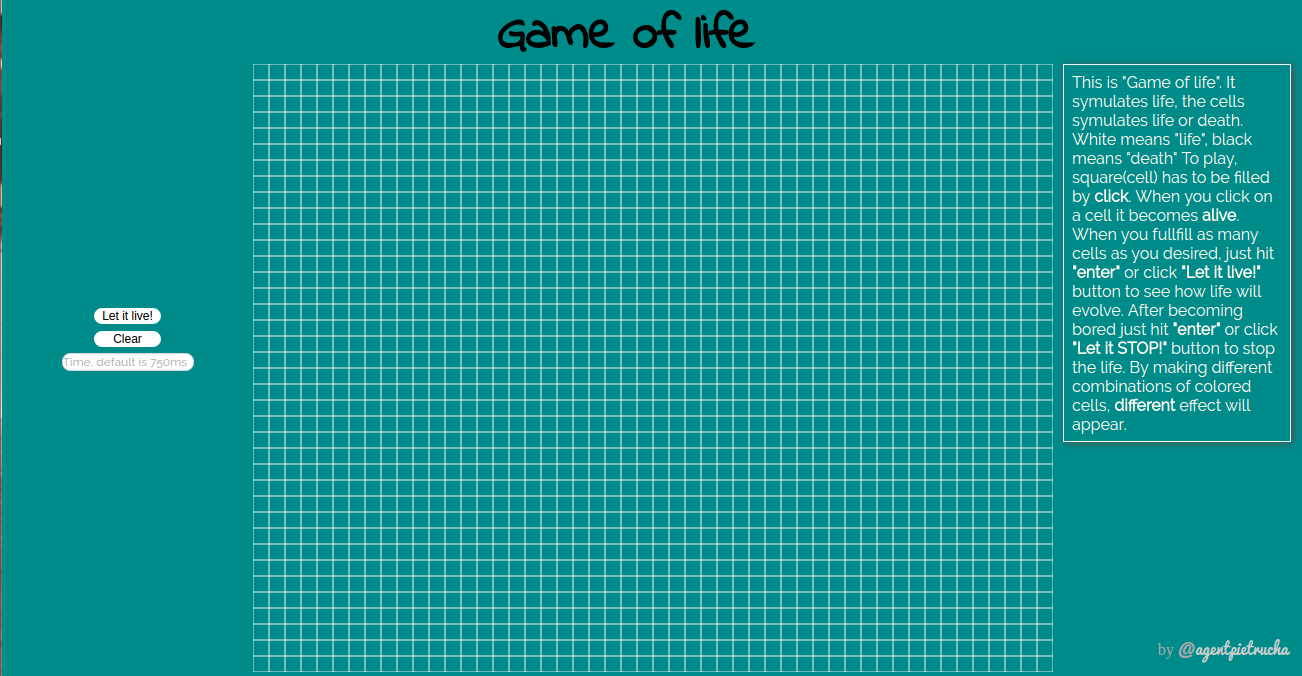 Game of life
This is "Game of life". It
symulates life, the cells
symulates life or death.
White means "life", black
means "death" To play,
square(cell) has to be filled
by click. When you click on
a cell it becomes alive.
When you fullfill as many
cells as you desired, just hit
"enter" or click "Let it live!"
button to see how life will
evolve. After becoming
bored just hit "enter" or click
"Let it STOP!" button to stop
the life. By making different
combinations of colored
cells, different effect will
appear.
Let it live!
Clear
Time, default is 750ms
by @agentpietrucha